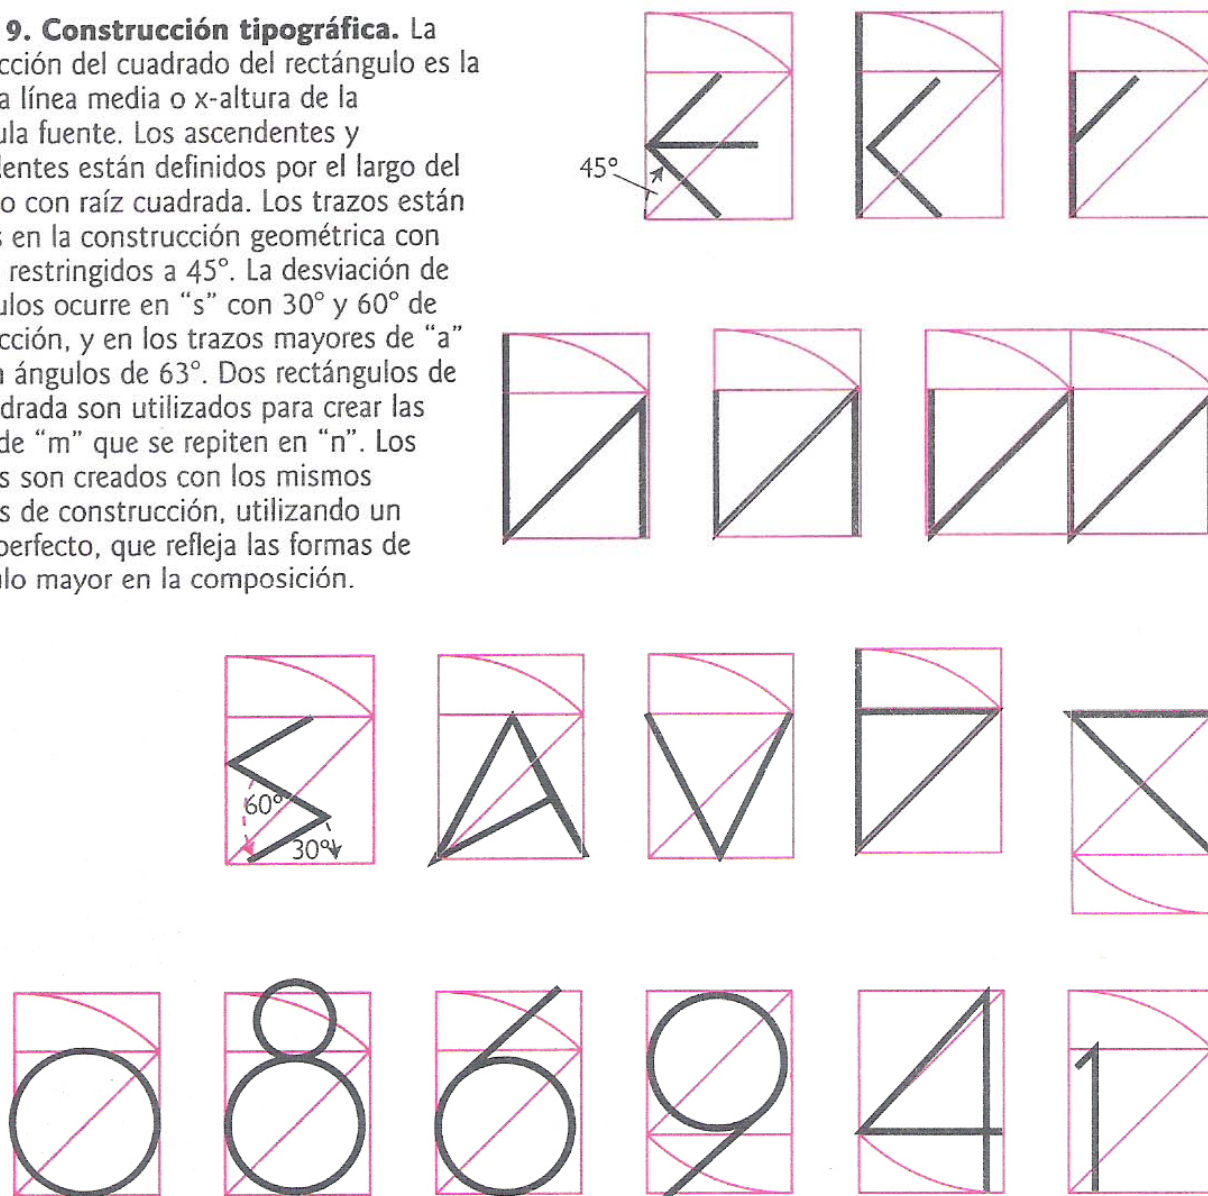 9. Construcción tipográfica. La
cción del cuadrado del rectángulo es la
a línea media o x-altura de la
ula fuente. Los ascendentes y
entes están definidos por el largo del
o con raíz cuadrada. Los trazos están
s en la construcción geométrica con
restringidos a 45°. La desviación de
ulos ocurre en “s” con 30° y 60° de
cción, y en los trazos mayores de “a”
n ángulos de 63°. Dos rectángulos de
drada son utilizados para crear las
de “m” que se repiten en “n”. Los
s son creados con los mismos
s de construcción, utilizando un
perfecto, que refleja las formas de
lo mayor en la composición.
45°
60°
30°